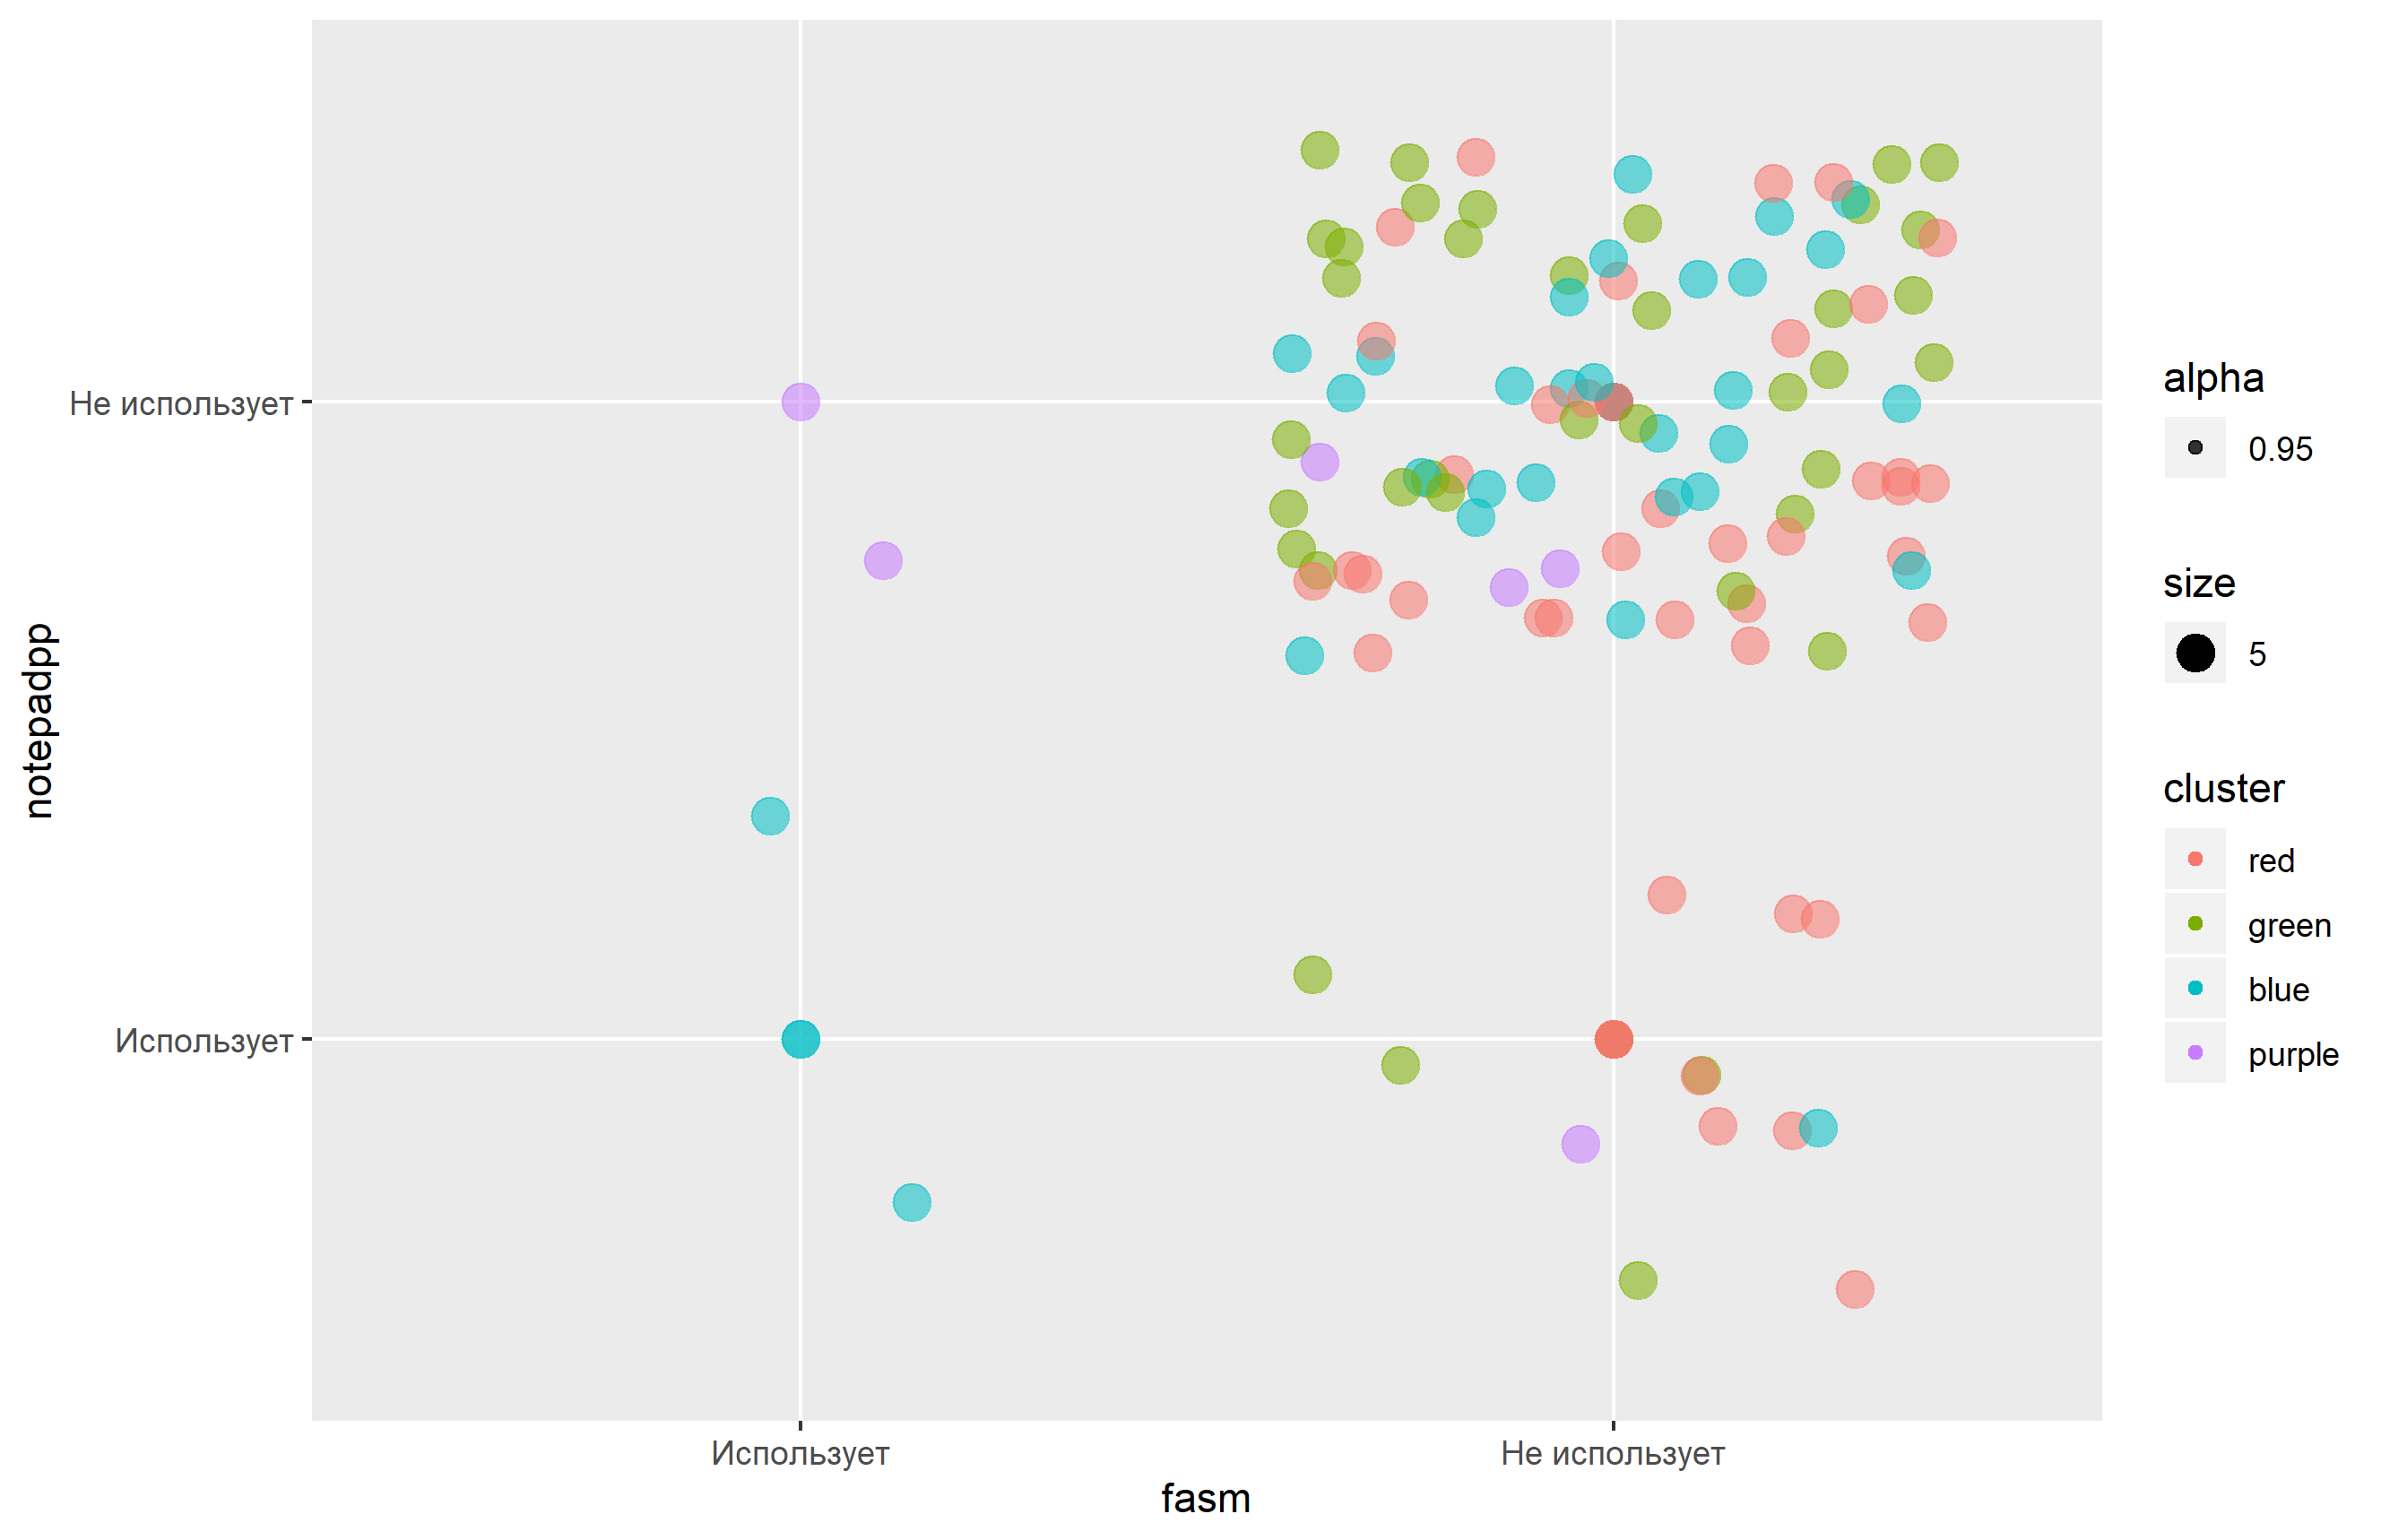 notepadpp
Не использует
Использует
Использует
Не использует
fasm
alpha
0.95
size
5
cluster
red
green
blue
purple